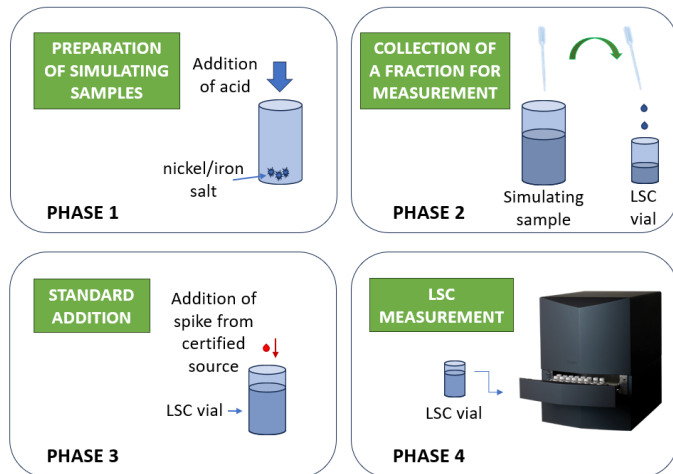 PREPARATION
OF SIMULATING
SAMPLES
Addition
of acid
nickel/iron
salt
PHASE 1
COLLECTION OF
A FRACTION FOR
MEASUREMENT
Simulating
sample
LSC
vial
PHASE 2
STANDARD
ADDITION
Addition of
spike from
certified
source
LSC vial
PHASE 3
LSC
MEASUREMENT
LSC vial
PHASE 4